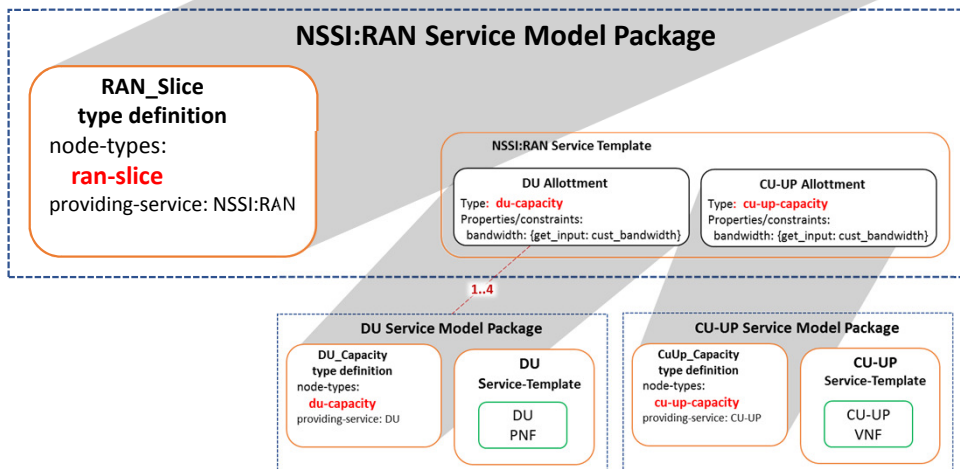 NSSI:RAN Service Model Package
RAN_Slice
type definition
node-types:
ran-slice
providing-service: NSSI:RAN
NSSI:RAN Service Template
DU Allottment
Type: du-capacity
Properties/constraints:
bandwidth: {get_input: cust_bandwidth}
CU-UP Allottment
Type: cu-up-capacity
Properties/constraints:
bandwidth: {get_input: cust_bandwidth}
1..4
DU Service Model Package
DU_Capacity
type definition
node-types:
du-capacity
providing-service: DU
DU
Service-Template
DU
PNF
CU-UP Service Model Package
CuUp_Capacity
type definition
node-types:
cu-up-capacity
providing-service: CU-UP
CU-UP
Service-Template
CU-UP
VNF